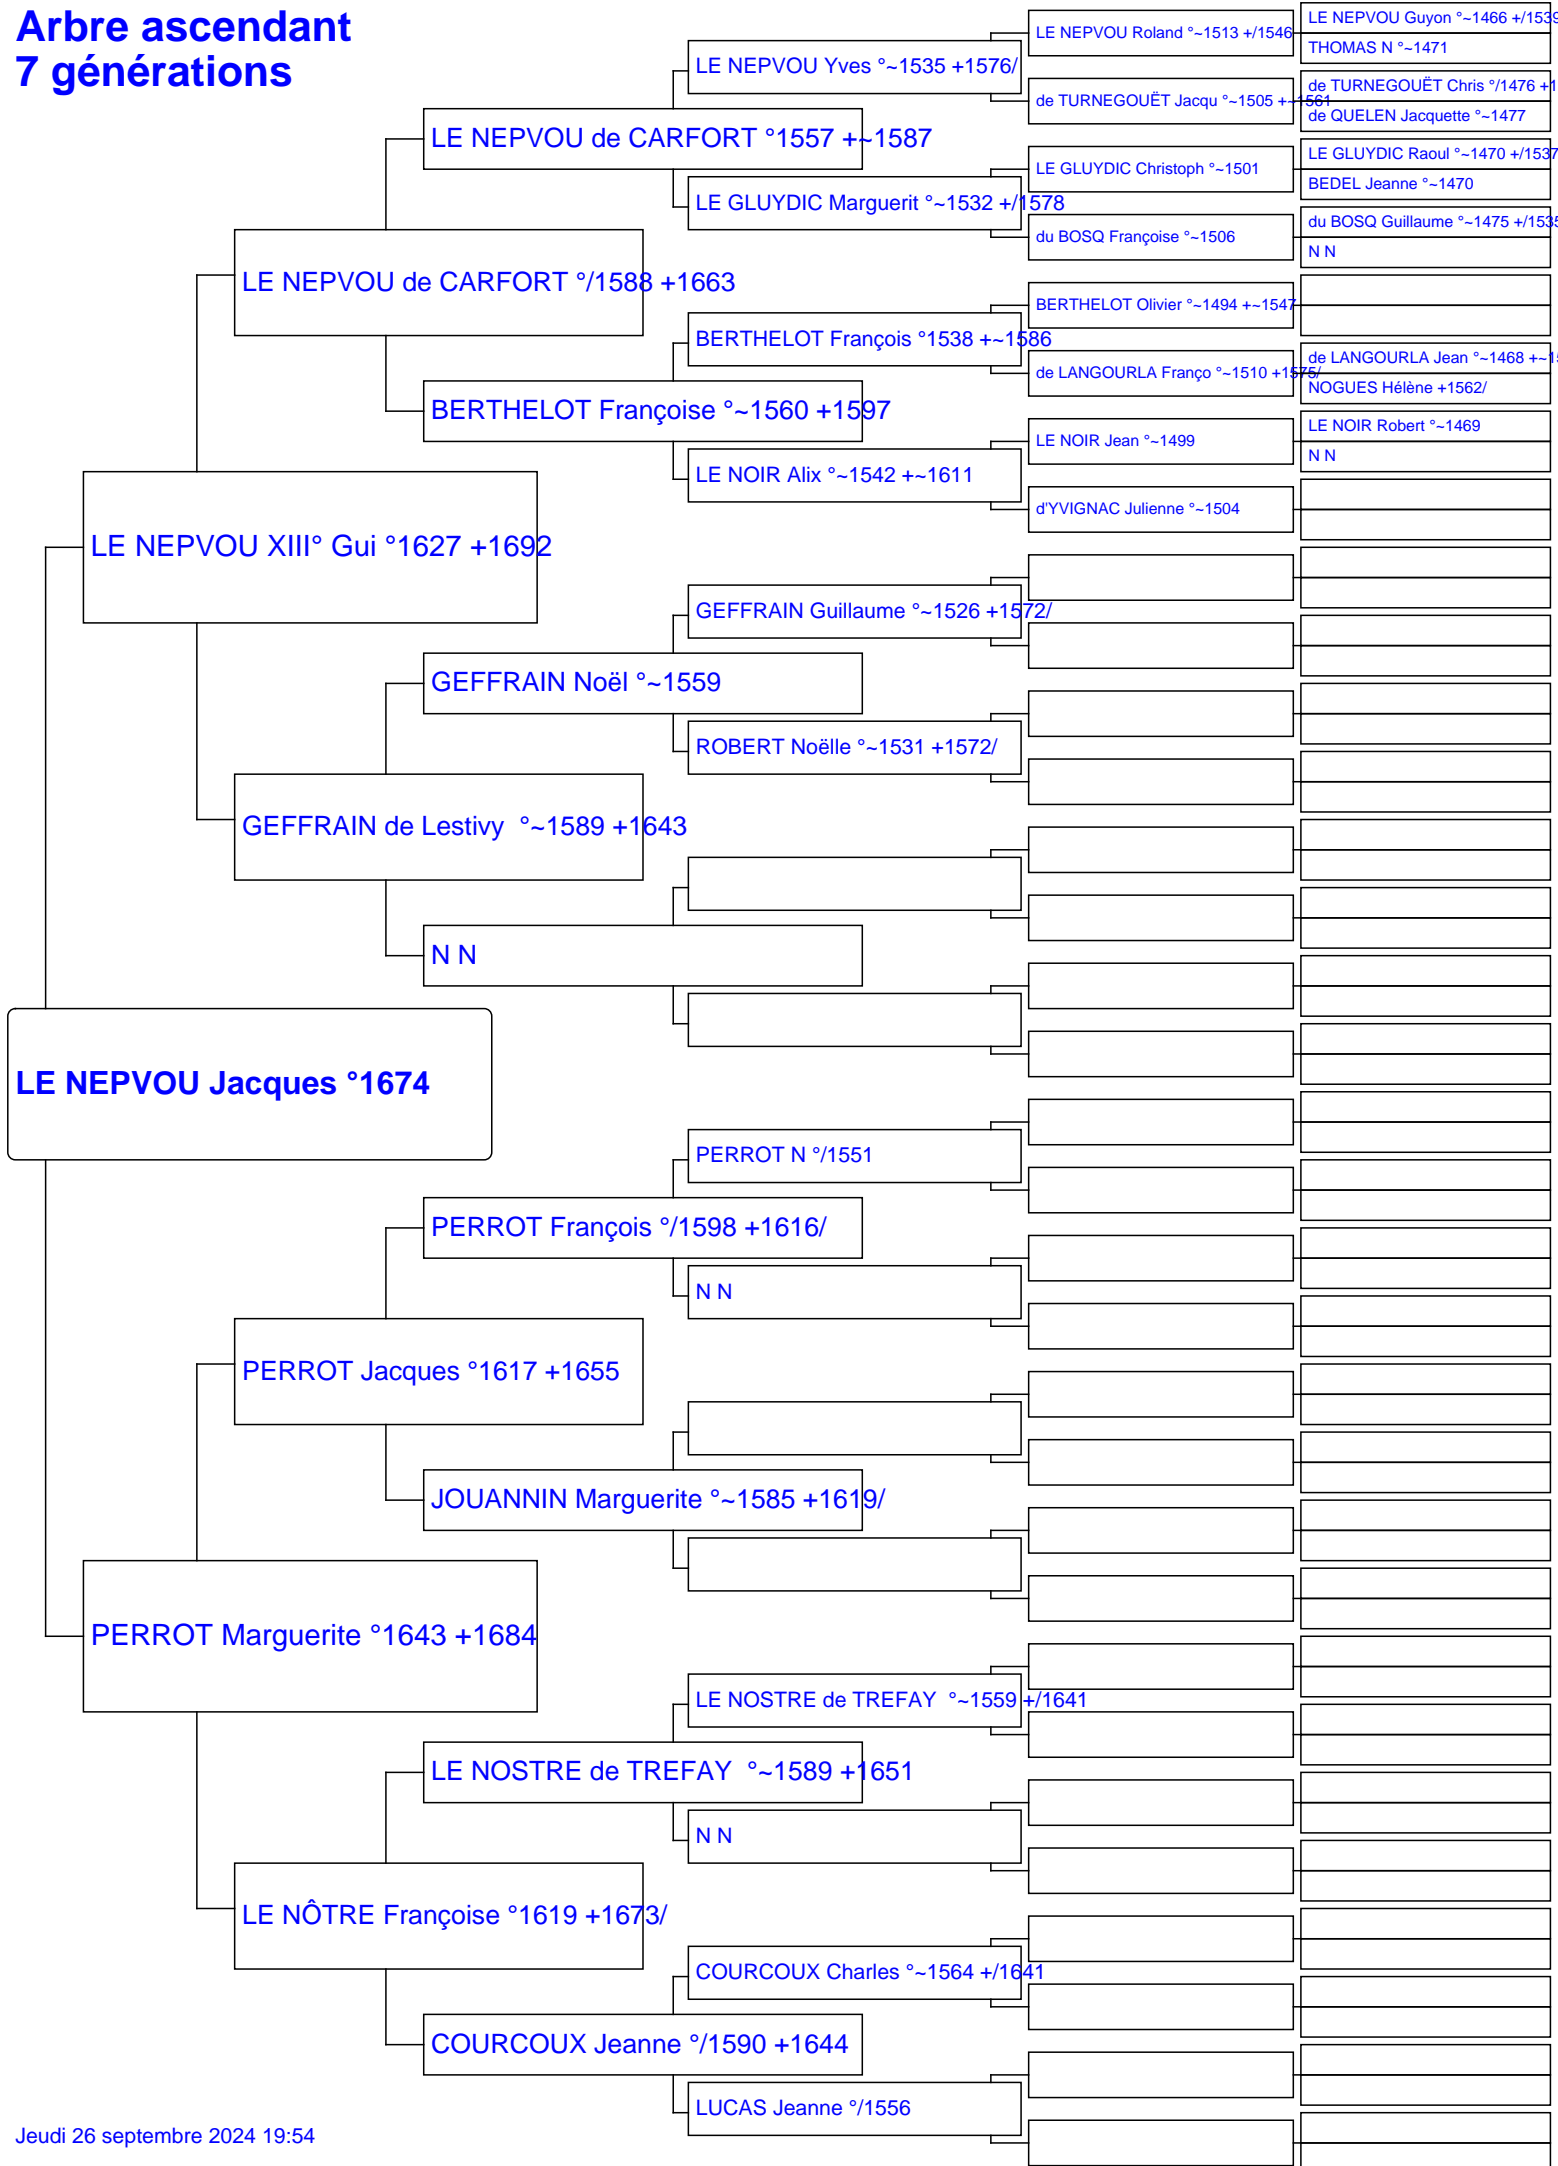 Arbre ascendant
7 générations
LE NEPVOU Jacques °1674
LE NEPVOU XIII° Gui °1627 +1692
PERROT Marguerite °1643 +1684
LE NEPVOU de CARFORT °/1588 +1663
GEFFRAIN de Lestivy °~1589 +1643
PERROT Jacques °1617 +1655
LE NÔTRE Françoise °1619 +1673/
LE NEPVOU de CARFORT °1557 +~1587
BERTHELOT Françoise °~1560 +1597
GEFFRAIN Noël °~1559
N N
PERROT François °/1598 +1616/
JOUANNIN Marguerite °~1585 +1619/
LE NOSTRE de TREFAY °~1589 +1651
COURCOUX Jeanne °/1590 +1644
LE NEPVOU Yves °~1535 +1576/
LE GLUYDIC Marguerit °~1532 +/1578
BERTHELOT François °1538 +~1586
LE NOIR Alix °~1542 +~1611
GEFFRAIN Guillaume °~1526 +1572/
ROBERT Noëlle °~1531 +1572/
PERROT N °/1551
N N
LE NOSTRE de TREFAY °~1559 +/1641
N N
COURCOUX Charles °~1564 +/1641
LUCAS Jeanne °/1556
LE NEPVOU Roland °~1513 +/1546
de TURNEGOUËT Jacqu °~1505 +~1561
LE GLUYDIC Christoph °~1501
du BOSQ Françoise °~1506
BERTHELOT Olivier °~1494 +~1547
de LANGOURLA Franço °~1510 +1575/
LE NOIR Jean °~1499
d'YVIGNAC Julienne °~1504
LE NEPVOU Guyon °~1466 +/1539
THOMAS N °~1471
de TURNEGOUËT Chris °/1476 +1
de QUELEN Jacquette °~1477
LE GLUYDIC Raoul °~1470 +/1537
BEDEL Jeanne °~1470
du BOSQ Guillaume °~1475 +/1535
N N
de LANGOURLA Jean °~1468 +~15
NOGUES Hélène +1562/
LE NOIR Robert °~1469
N N
Jeudi 26 septembre 2024 19:54